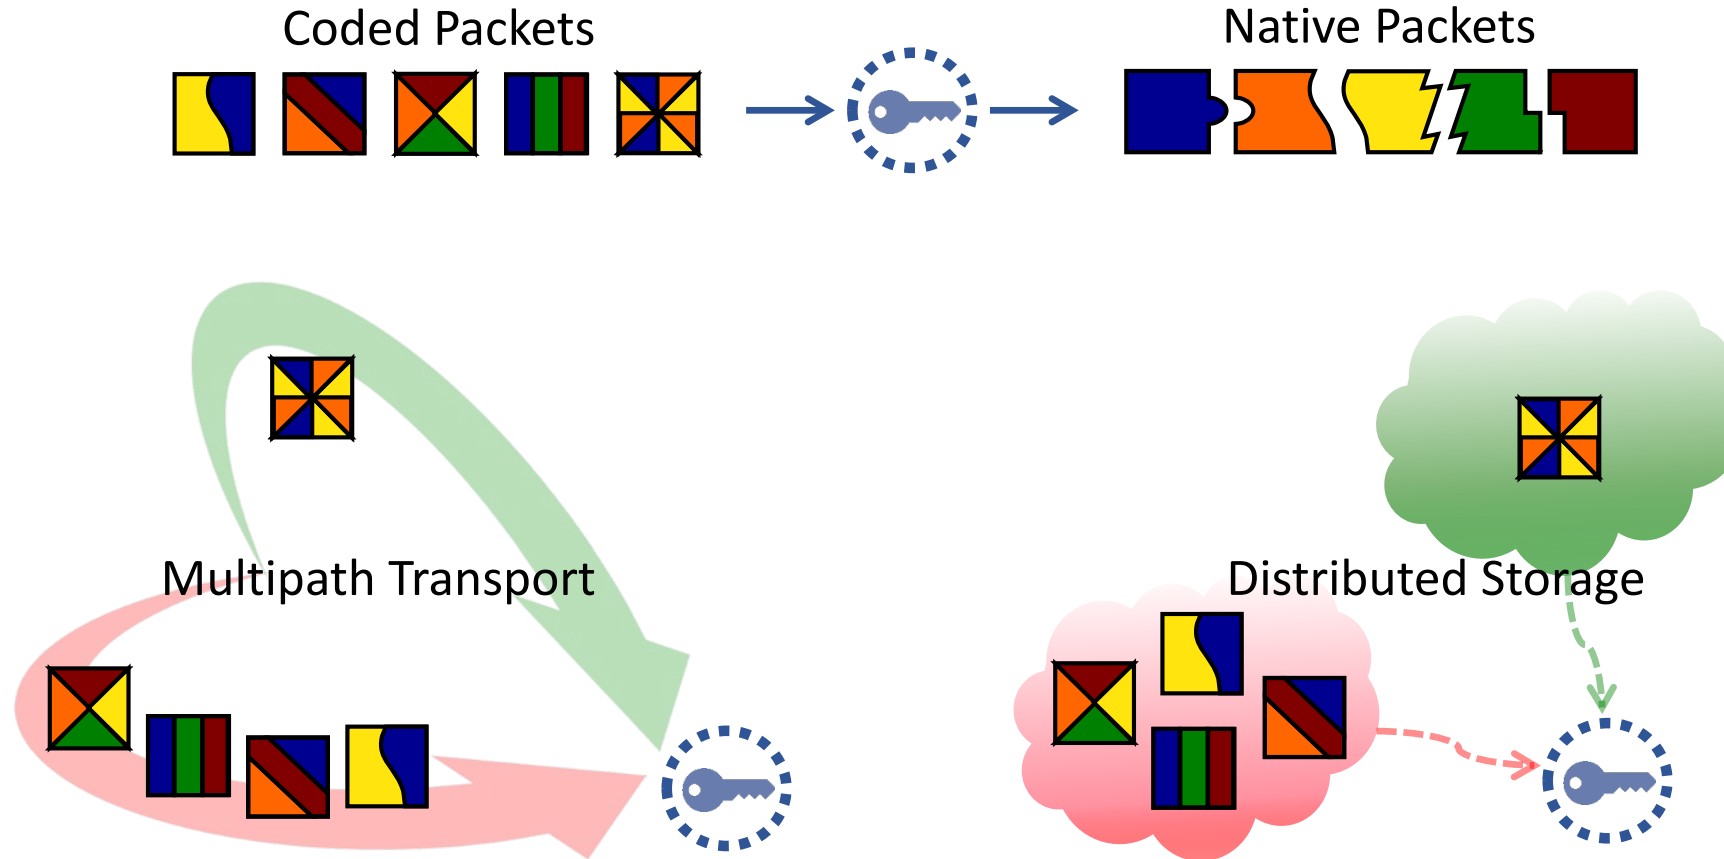 Coded Packets
Native Packets
Multipath Transport
Distributed Storage